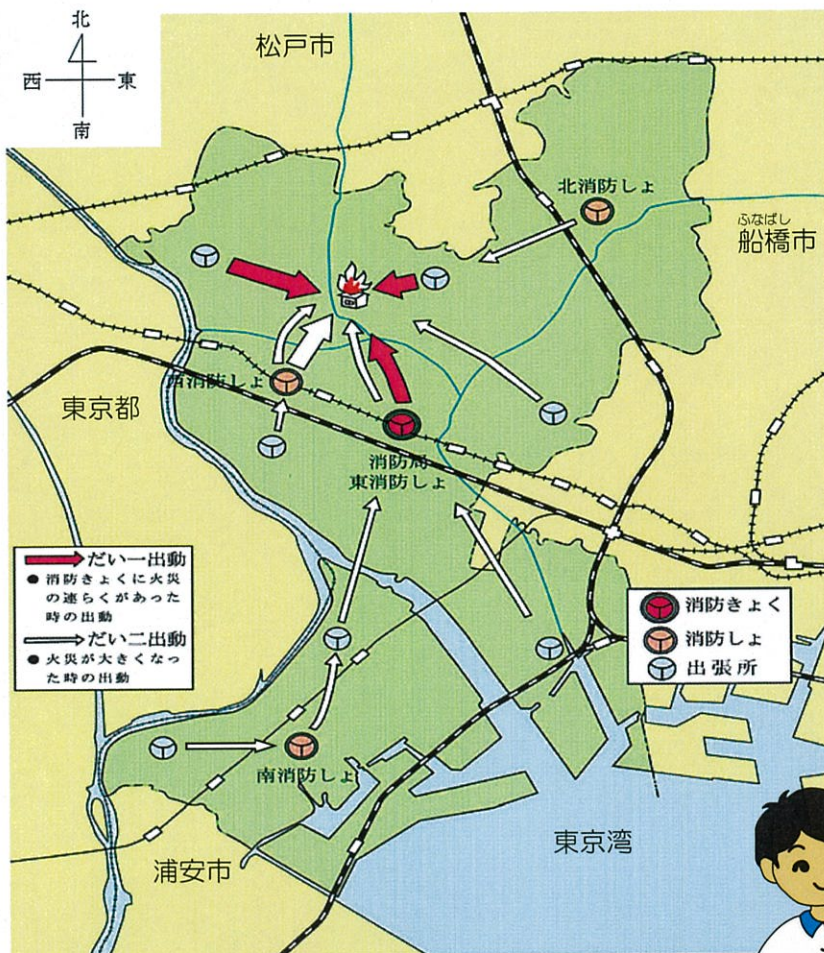 北
西 東
南
松戸市
北消防しょ
ふなばし
船橋市
西消防しょ
東京都
消防局
東消防しょ
だい一出動
● 消防きょくに火災
の連らくがあった
時の出動
だい二出動
● 火災が大きくなっ
た時の出動
消防きょく
消防しょ
出張所
南消防しょ
浦安市
東京湾